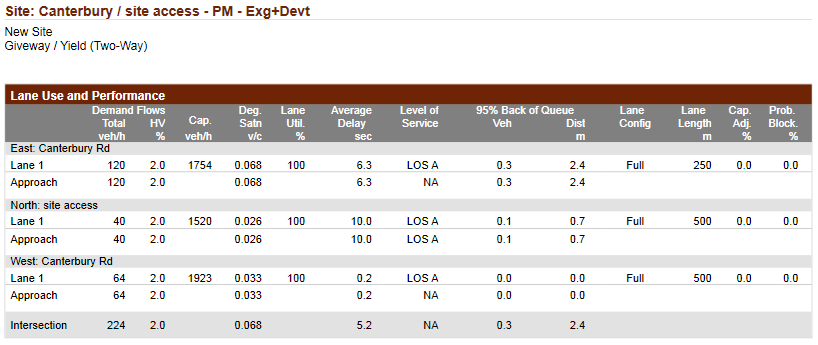 Site: Canterbury / site access - PM - Exg+Devt
New Site
Giveway / Yield (Two-Way)
Lane Use and Performance
Demand Flows Deg. Lane Average Level of 95% Back of Queue Lane Lane Cap. Prob.
Total HV Cap. Satn Util. Delay Service Veh Dist Config Length Adj. Block.
veh/h % veh/h v/c % sec m m % %
East: Canterbury Rd
Lane 1 120 2.0 1754 0.068 100 6.3 LOS A 0.3 2.4 Full 250 0.0 0.0
Approach 120 2.0 0.068 6.3 NA 0.3 2.4
North: site access
Lane 1 40 2.0 1520 0.026 100 10.0 LOS A 0.1 0.7 Full 500 0.0 0.0
Approach 40 2.0 0.026 10.0 LOS A 0.1 0.7
West: Canterbury Rd
Lane 1 64 2.0 1923 0.033 100 0.2 LOS A 0.0 0.0 Full 500 0.0 0.0
Approach 64 2.0 0.033 0.2 NA 0.0 0.0
Intersection 224 2.0 0.068 5.2 NA 0.3 2.4